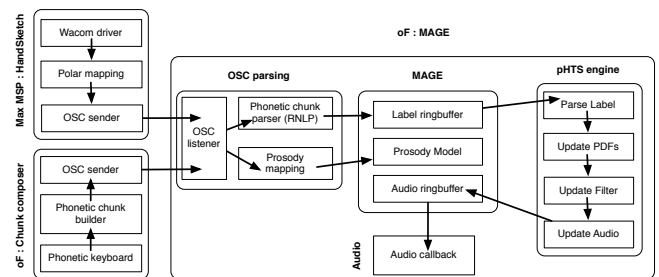 Max MSP : HandSketch
Wacom driver
Polar mapping
OSC sender
oF : Chunk composer
OSC sender
Phonetic chunk
builder
Phonetic keyboard
oF : MAGE
OSC parsing
OSC
listener
Phonetic chunk
parser (RNLP)
Prosody
mapping
MAGE
Label ringbuffer
Prosody Model
Audio ringbuffer
Audio
Audio callback
pHTS engine
Parse Label
Update PDFs
Update Filter
Update Audio